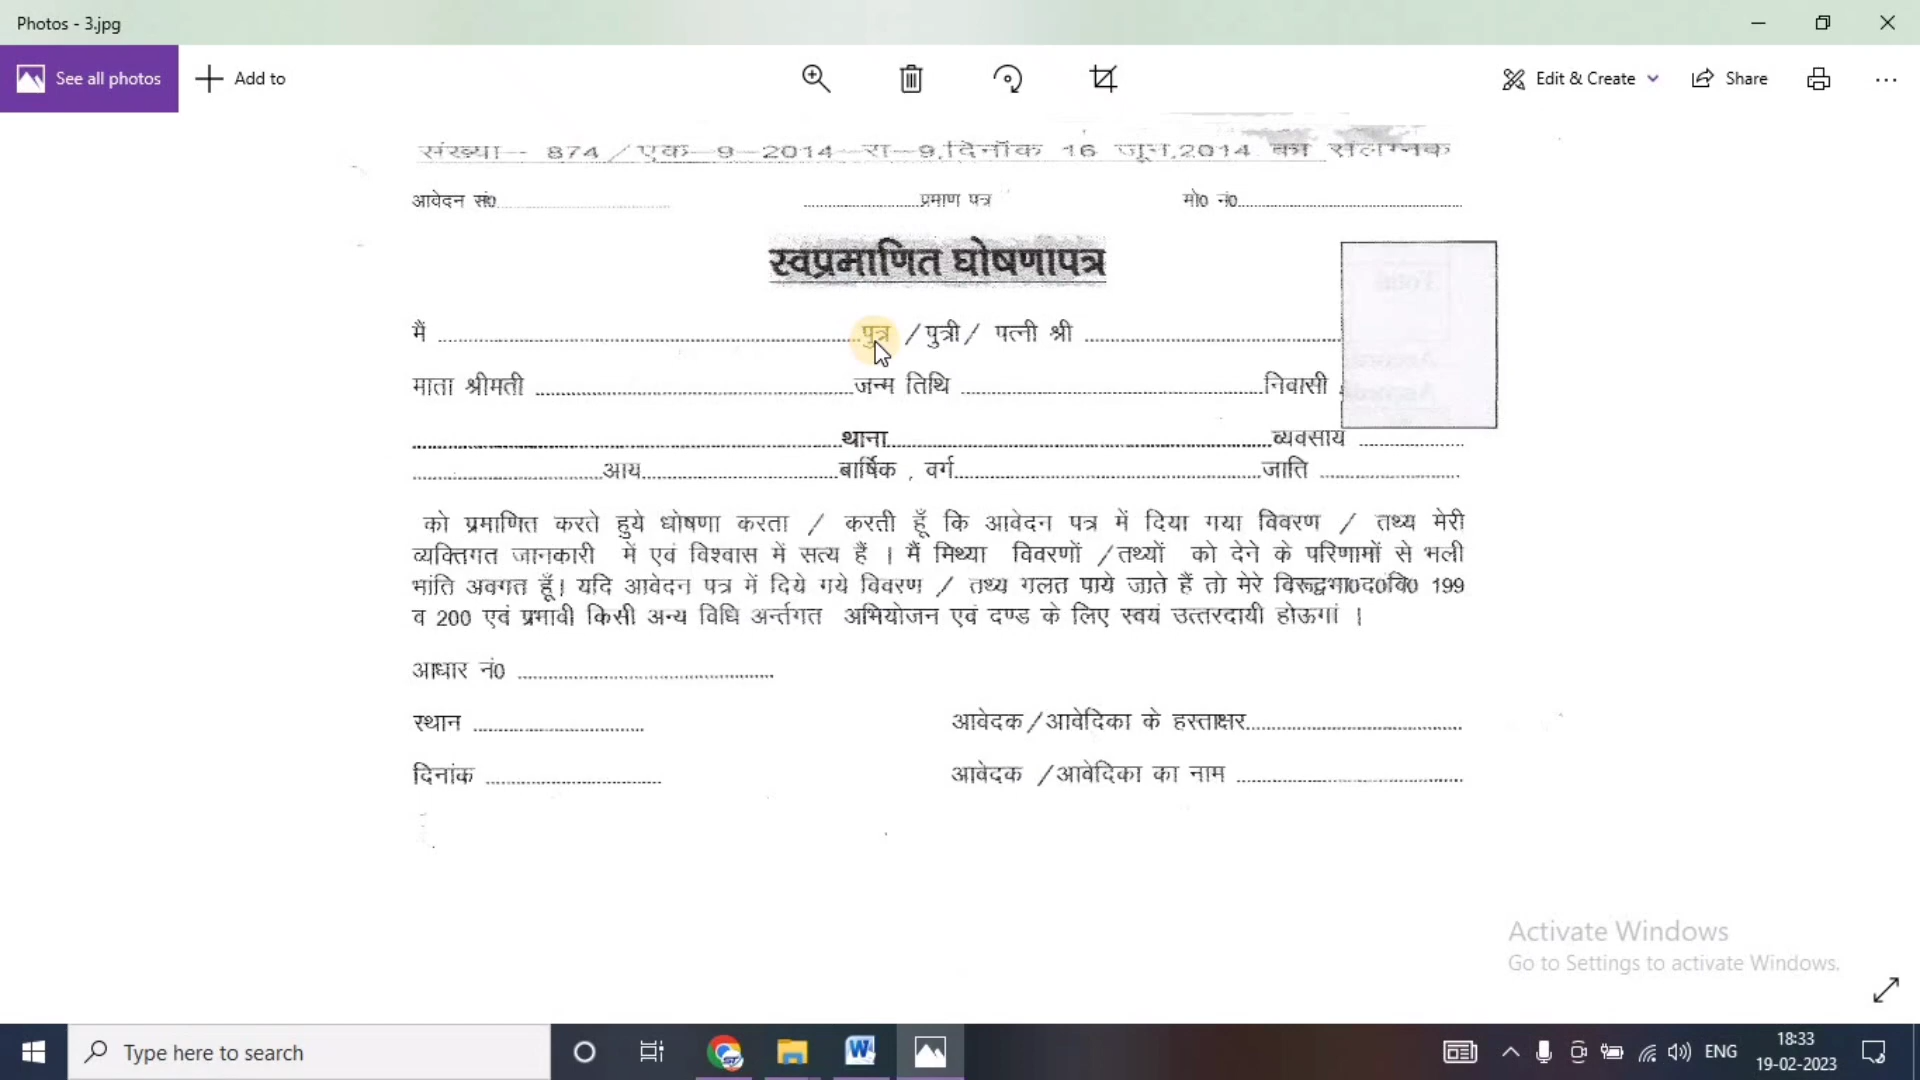 Photos - 3.jpg
See all photos
Add to
Edit & Create
Share
संख्या- 874/एक-9-2014-रा-9,दिनॉक 16 जून,2014 का संलग्नक
आवेदन सं0........................ ....................प्रमाण पत्र मो0 नं0........................
स्वप्रमाणित घोषणापत्र
मैं ........................पुत्र /पुत्री/ पत्नी श्री ........................
माता श्रीमती ........................जन्म तिथि ........................निवासी
........................थाना........................व्यवसाय ................
........................आय........................बार्षिक , वर्ग........................जाति ................
को प्रमाणित करते हुये घोषणा करता / करती हूँ कि आवेदन पत्र में दिया गया विवरण / तथ्य मेरी
व्यक्तिगत जानकारी में एवं विश्वास में सत्य हैं । मैं मिथ्या विवरणों /तथ्यों को देने के परिणामों से भली
भांति अवगत हूँ। यदि आवेदन पत्र में दिये गये विवरण / तथ्य गलत पाये जाते हैं तो मेरे विरूद्वभा0द0वि0 199
व 200 एवं प्रभावी किसी अन्य विधि अर्न्तगत अभियोजन एवं दण्ड के लिए स्वयं उत्तरदायी होऊगां ।
आधार नं0 ........................
स्थान ........................ आवेदक/आवेदिका के हस्ताक्षर........................
दिनांक ........................ आवेदक /आवेदिका का नाम ........................
Activate Windows
Go to Settings to activate Windows.
Type here to search
ENG
18:33
19-02-2023